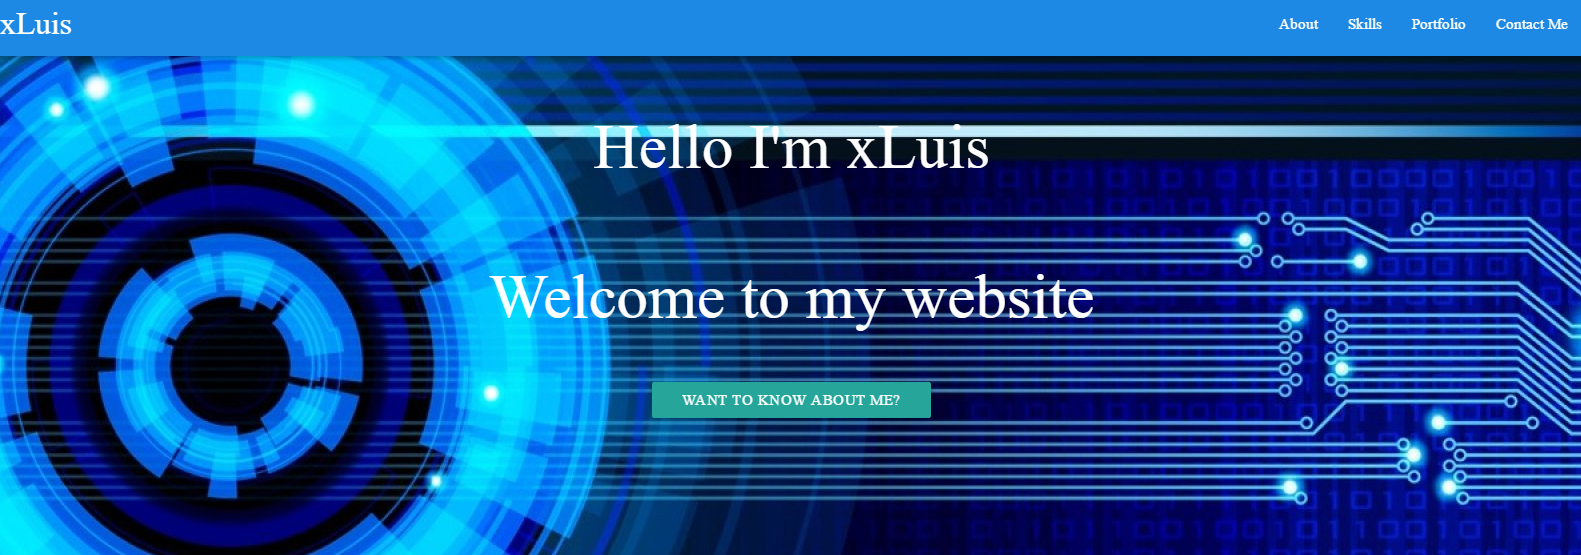 xLuis
About Skills Portfolio Contact Me
Hello I'm xLuis
Welcome to my website
WANT TO KNOW ABOUT ME?